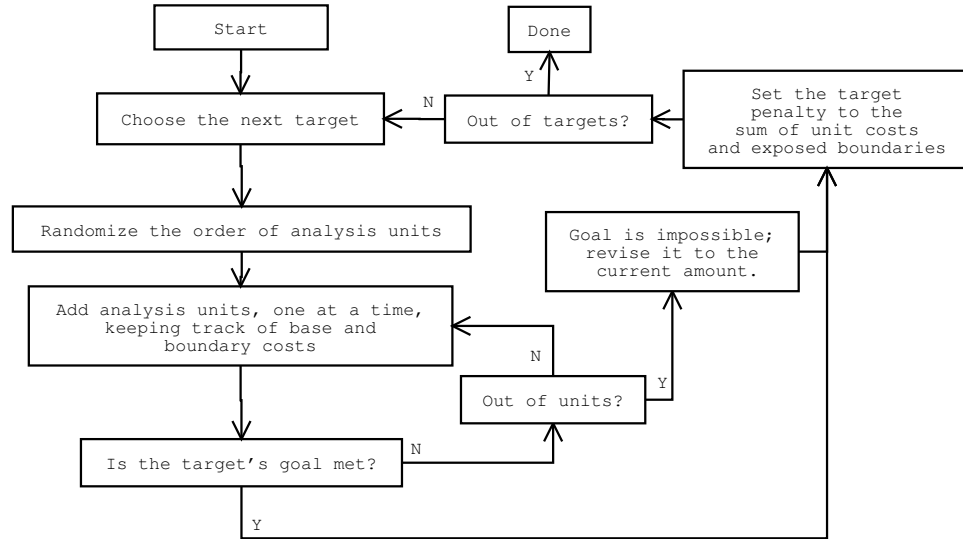 Start
Done
Y
N
Choose the next target
Out of targets?
Set the target
penalty to the
sum of unit costs
and exposed boundaries
Randomize the order of analysis units
Goal is impossible;
revise it to the
current amount.
Add analysis units, one at a time,
keeping track of base and
boundary costs
N
Y
Out of units?
N
Is the target's goal met?
Y